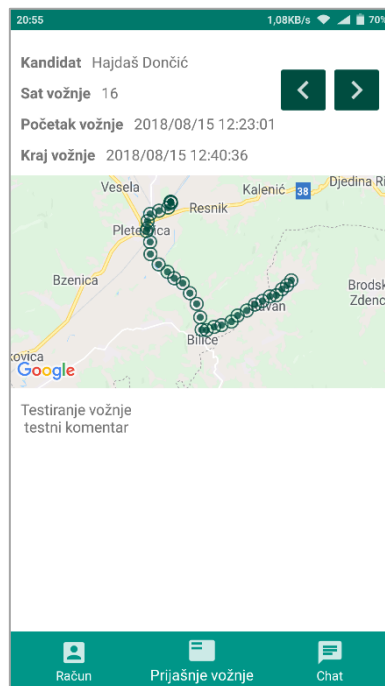 20:55 1,08KB/s 70%
Kandidat Hajdaš Dončić
Sat vožnje 16
Početak vožnje 2018/08/15 12:23:01
Kraj vožnje 2018/08/15 12:40:36
Vesela
Kalenić
38
Djedina Ri
Resnik
Bzenica
Brodsk
Zdenc
Bilice
ovica
Google
Testiranje vožnje
testni komentar
Račun
Prijašnje vožnje
Chat